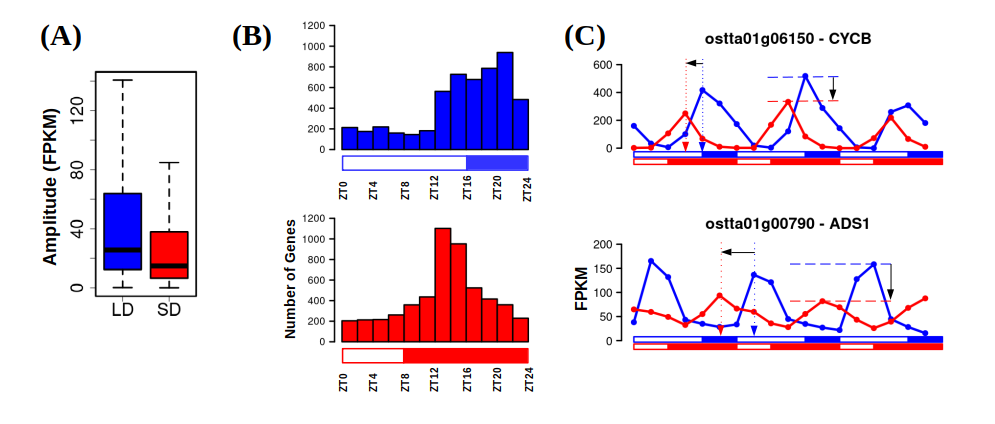 (A)
Amplitude (FPKM)
0
40
80
120
LD
SD
(B)
1200
1000
800
600
400
200
0
ZT0
ZT4
ZT8
ZT12
ZT16
ZT20
ZT24
Number of Genes
1200
1000
800
600
400
200
0
ZT0
ZT4
ZT8
ZT12
ZT16
ZT20
ZT24
(C)
ostta01g06150 - CYCB
600
400
200
0
ostta01g00790 - ADS1
FPKM
200
150
100
50
0